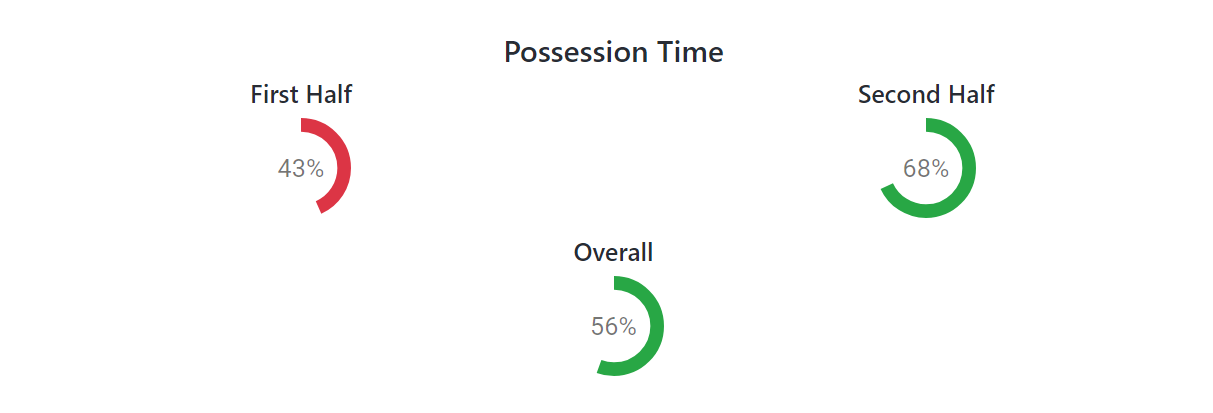 Possession Time
First Half
Second Half
43%
68%
Overall
56%